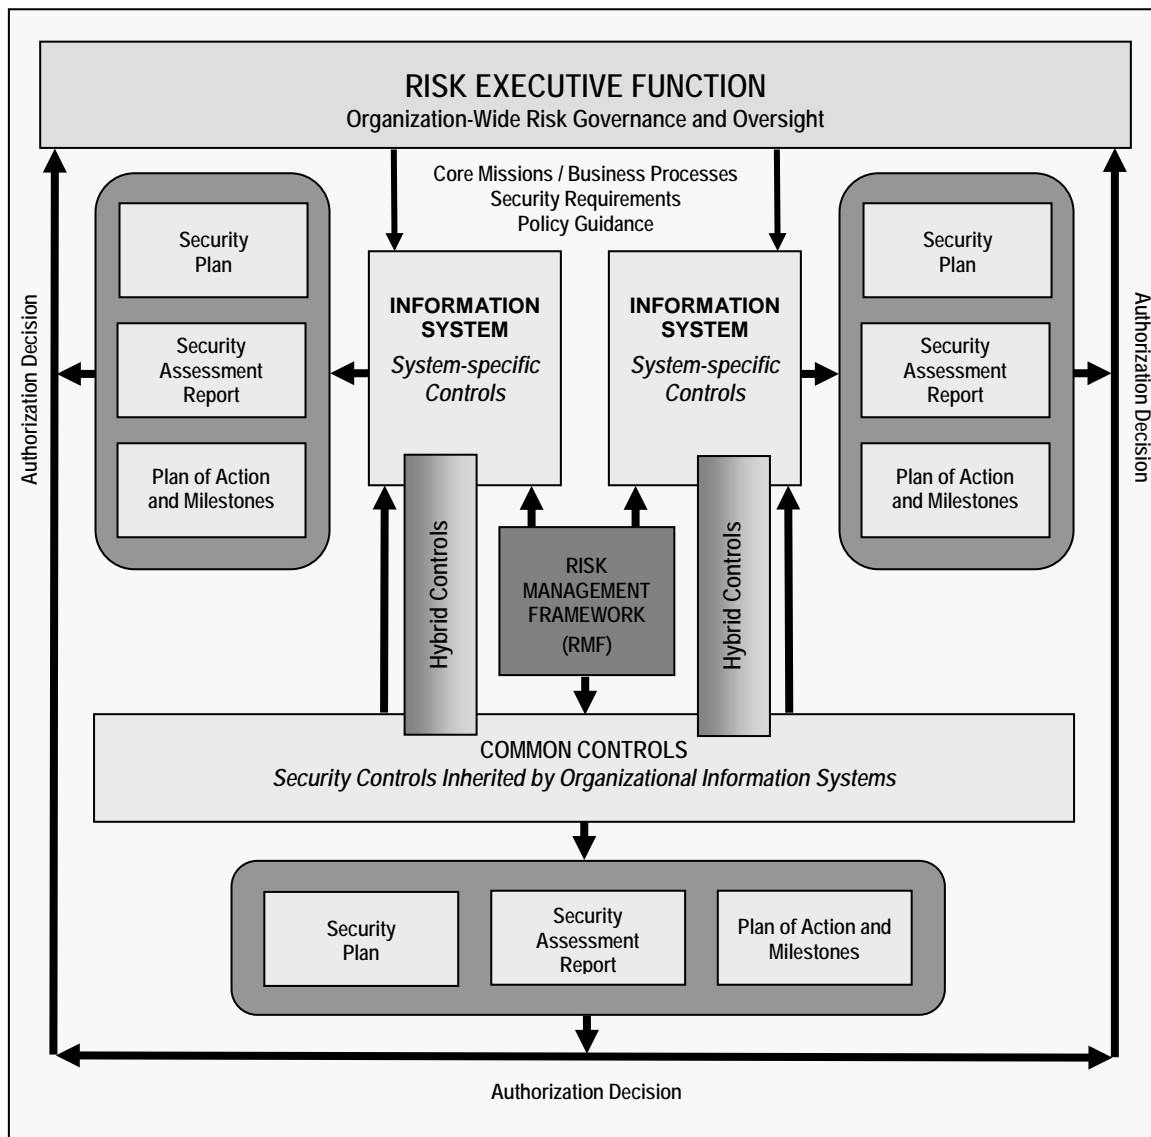 RISK EXECUTIVE FUNCTION
Organization-Wide Risk Governance and Oversight
Core Missions / Business Processes
Security Requirements
Policy Guidance
Authorization Decision
Security
Plan
Security
Assessment
Report
Plan of Action
and Milestones
INFORMATION
SYSTEM
System-specific
Controls
INFORMATION
SYSTEM
System-specific
Controls
Security
Plan
Security
Assessment
Report
Plan of Action
and Milestones
Authorization Decision
Hybrid Controls
RISK
MANAGEMENT
FRAMEWORK
(RMF)
Hybrid Controls
COMMON CONTROLS
Security Controls Inherited by Organizational Information Systems
Security
Plan
Security
Assessment
Report
Plan of Action and
Milestones
Authorization Decision